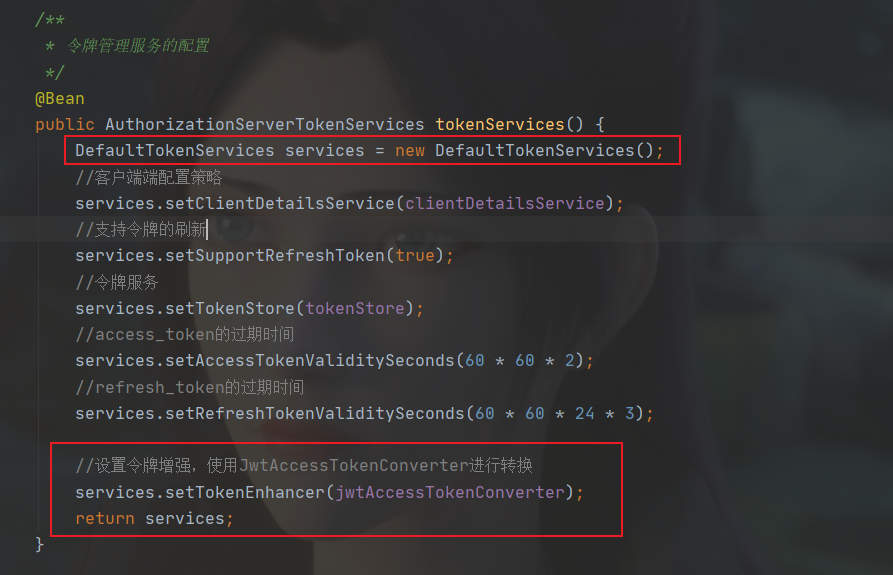 /**
 * 令牌管理服务的配置
 */
@Bean
public AuthorizationServerTokenServices tokenServices() {
    DefaultTokenServices services = new DefaultTokenServices();
    //客户端端配置策略
    services.setClientDetailsService(clientDetailsService);
    //支持令牌的刷新
    services.setSupportRefreshToken(true);
    //令牌服务
    services.setTokenStore(tokenStore);
    //access_token的过期时间
    services.setAccessTokenValiditySeconds(60 * 60 * 2);
    //refresh_token的过期时间
    services.setRefreshTokenValiditySeconds(60 * 60 * 24 * 3);
    //设置令牌增强，使用JwtAccessTokenConverter进行转换
    services.setTokenEnhancer(jwtAccessTokenConverter);
    return services;
}